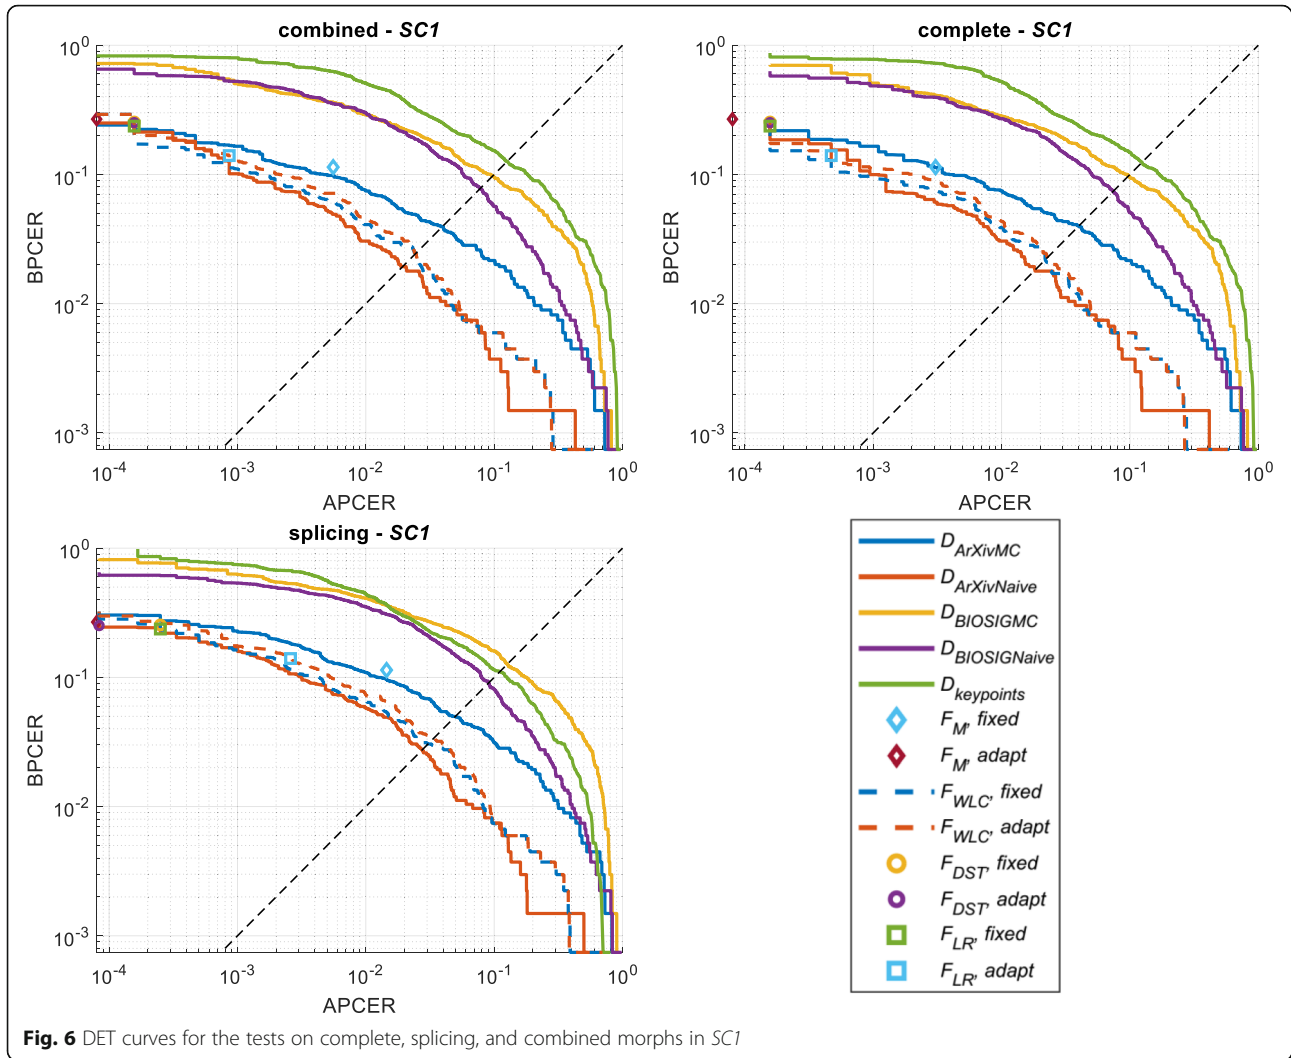 combined - SC1
10^0
10^-1
10^-2
10^-3
BPCER
10^-4 10^-3 10^-2 10^-1 10^0
APCER
complete - SC1
10^0
10^-1
10^-2
10^-3
BPCER
10^-4 10^-3 10^-2 10^-1 10^0
APCER
splicing - SC1
10^0
10^-1
10^-2
10^-3
BPCER
10^-4 10^-3 10^-2 10^-1 10^0
APCER
D_ArXivMC
D_ArXivNaive
D_BIOSIGMC
D_BIOSIGNaive
D_keypoints
F_M, fixed
F_M, adapt
F_WLC, fixed
F_WLC, adapt
F_DST, fixed
F_DST, adapt
F_LR, fixed
F_LR, adapt
Fig. 6 DET curves for the tests on complete, splicing, and combined morphs in SC1